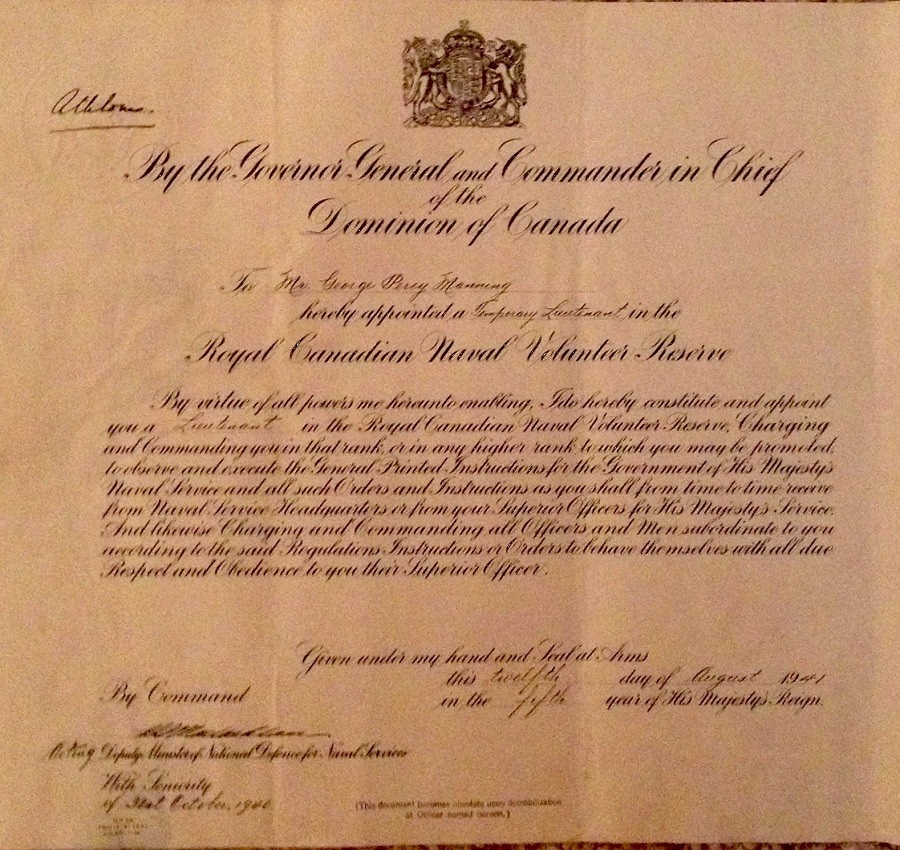 Athlone.
By the Governor General and Commander in Chief
of the
Dominion of Canada
To Mr George Percy Manning
hereby appointed a Temporary Lieutenant in the
Royal Canadian Naval Volunteer Reserve
By virtue of all powers me hereunto enabling, I do hereby constitute and appoint
you a Lieutenant in the Royal Canadian Naval Volunteer Reserve, Charging
and Commanding you in that rank, or in any higher rank to which you may be promoted,
to observe and execute the General Printed Instructions for the Government of His Majesty's
Naval Service and all such Orders and Instructions as you shall from time to time receive
from Naval Service Headquarters or from your Superior Officers for His Majesty's Service.
And likewise Charging and Commanding all Officers and Men subordinate to you
according to the said Regulations Instructions or Orders to behave themselves with all due
Respect and Obedience to you their Superior Officer.
Given under my hand and Seal at Arms
this twelfth day of August 1941
By Command in the fifth year of His Majesty's Reign.
Acting Deputy Minister of National Defence for Naval Services
With Seniority
of 31st October, 1940
(This document becomes obsolete upon demobilization
of Officer named hereon.)